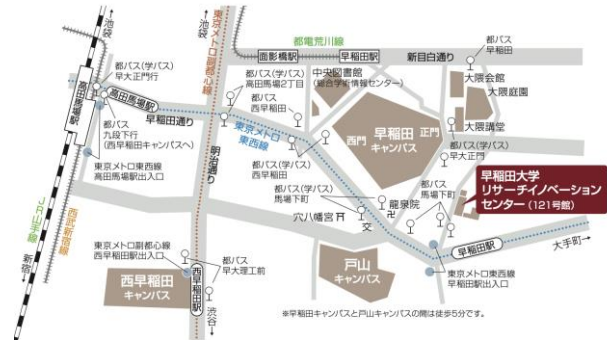 池袋
池袋
東京メトロ副都心線
都電荒川線
面影橋駅
早稲田駅
新目白通り
都バス
早稲田
都バス(学バス)
早大正門行
都バス(学バス)
高田馬場2丁目
中央図書館
(総合学術情報センター)
大隈会館
大隈庭園
高田馬場駅
都バス
西早稲田
早稲田通り
東京メトロ
東西線
西門
早稲田
キャンパス
正門
大隈講堂
都バス
九段下行
(西早稲田キャンパスへ)
明治通り
都バス(学バス)
西早稲田
都バス(学バス)
早大正門
東京メトロ東西線
高田馬場駅出入口
都バス(学バス)
馬場下町
龍泉院
卍
都バス
馬場下町
早稲田大学
リサーチイノベーション
センター(121号館)
穴八幡宮
交
早稲田駅
大手町
JR山手線
西武新宿線
新宿
東京メトロ副都心線
西早稲田駅出入口
都バス
早大理工前
西早稲田
キャンパス
西早稲田駅
渋谷
戸山
キャンパス
東京メトロ東西線
早稲田駅出入口
※早稲田キャンパスと戸山キャンパスの間は徒歩5分です。